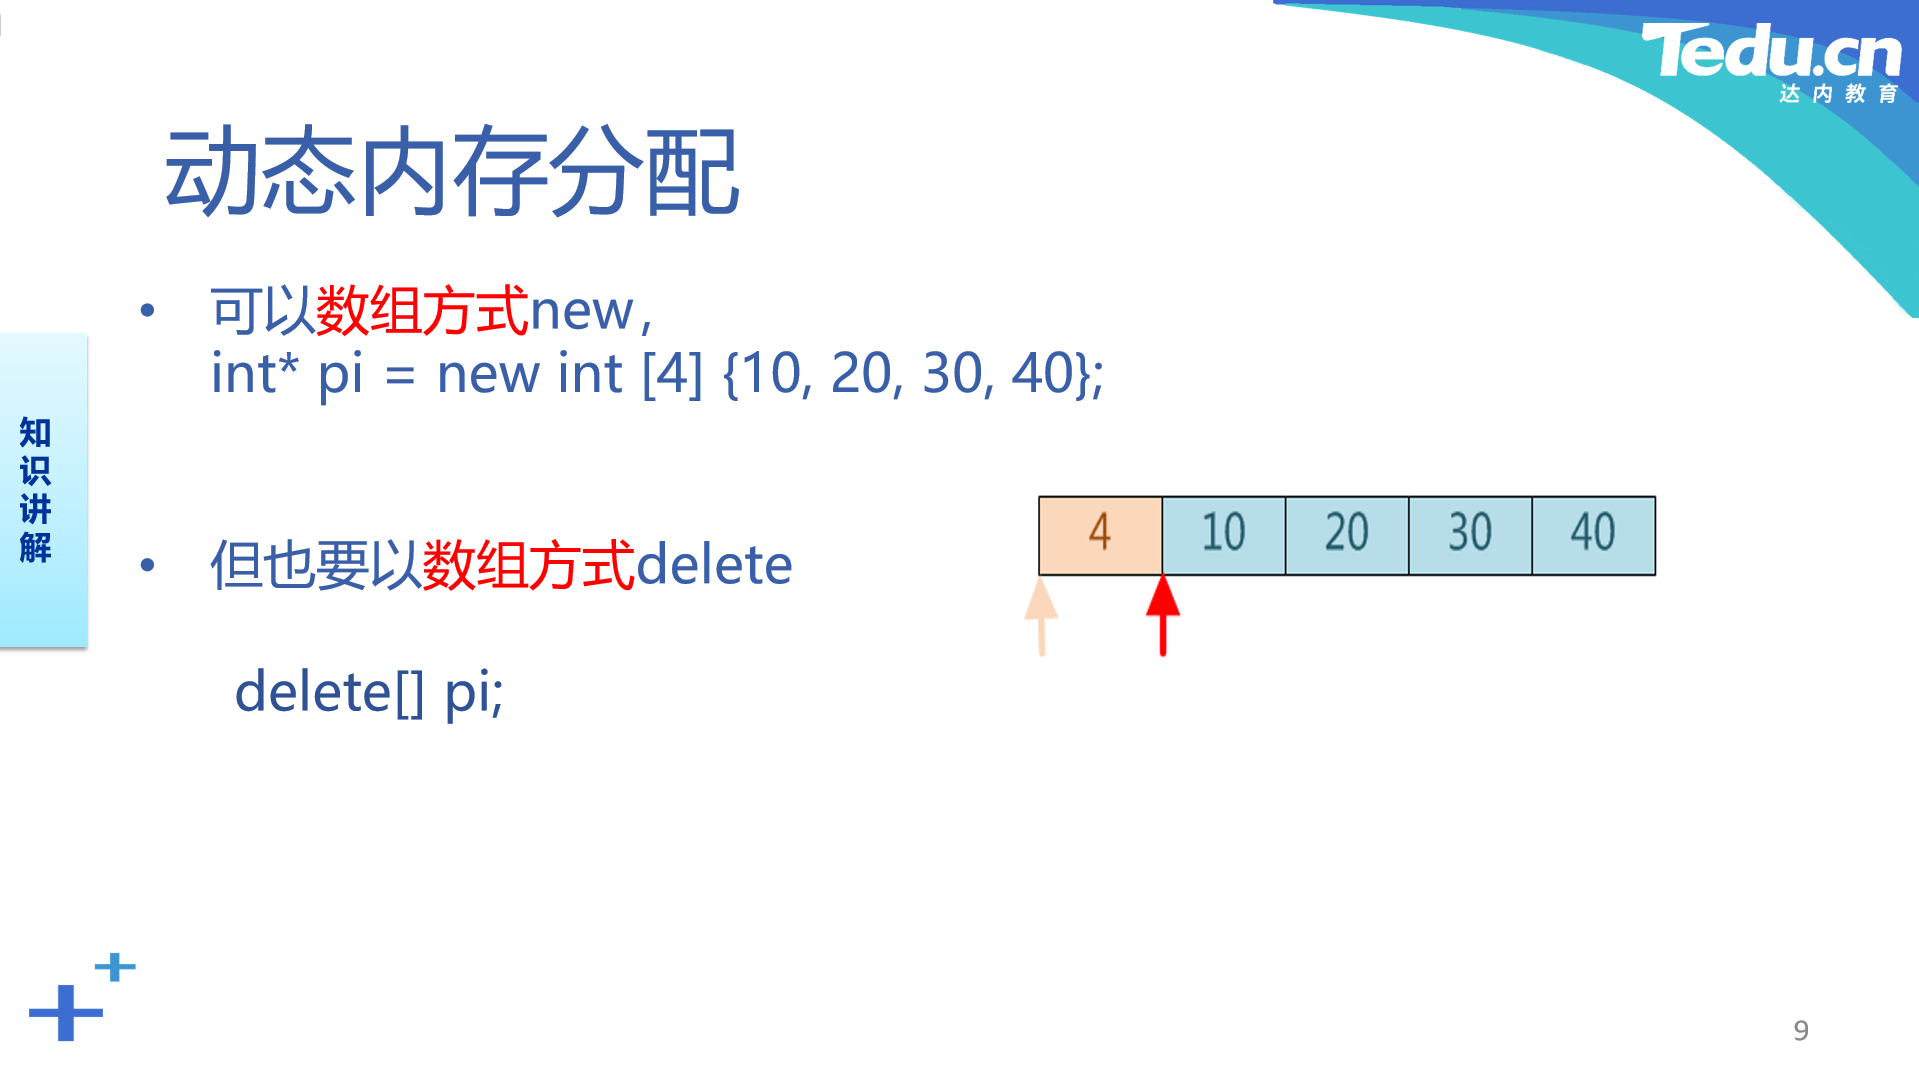 Tedu.cn
达内教育
动态内存分配
• 可以数组方式new,
int* pi = new int [4] {10, 20, 30, 40};
知识讲解
4 10 20 30 40
• 但也要以数组方式delete
delete[] pi;
9